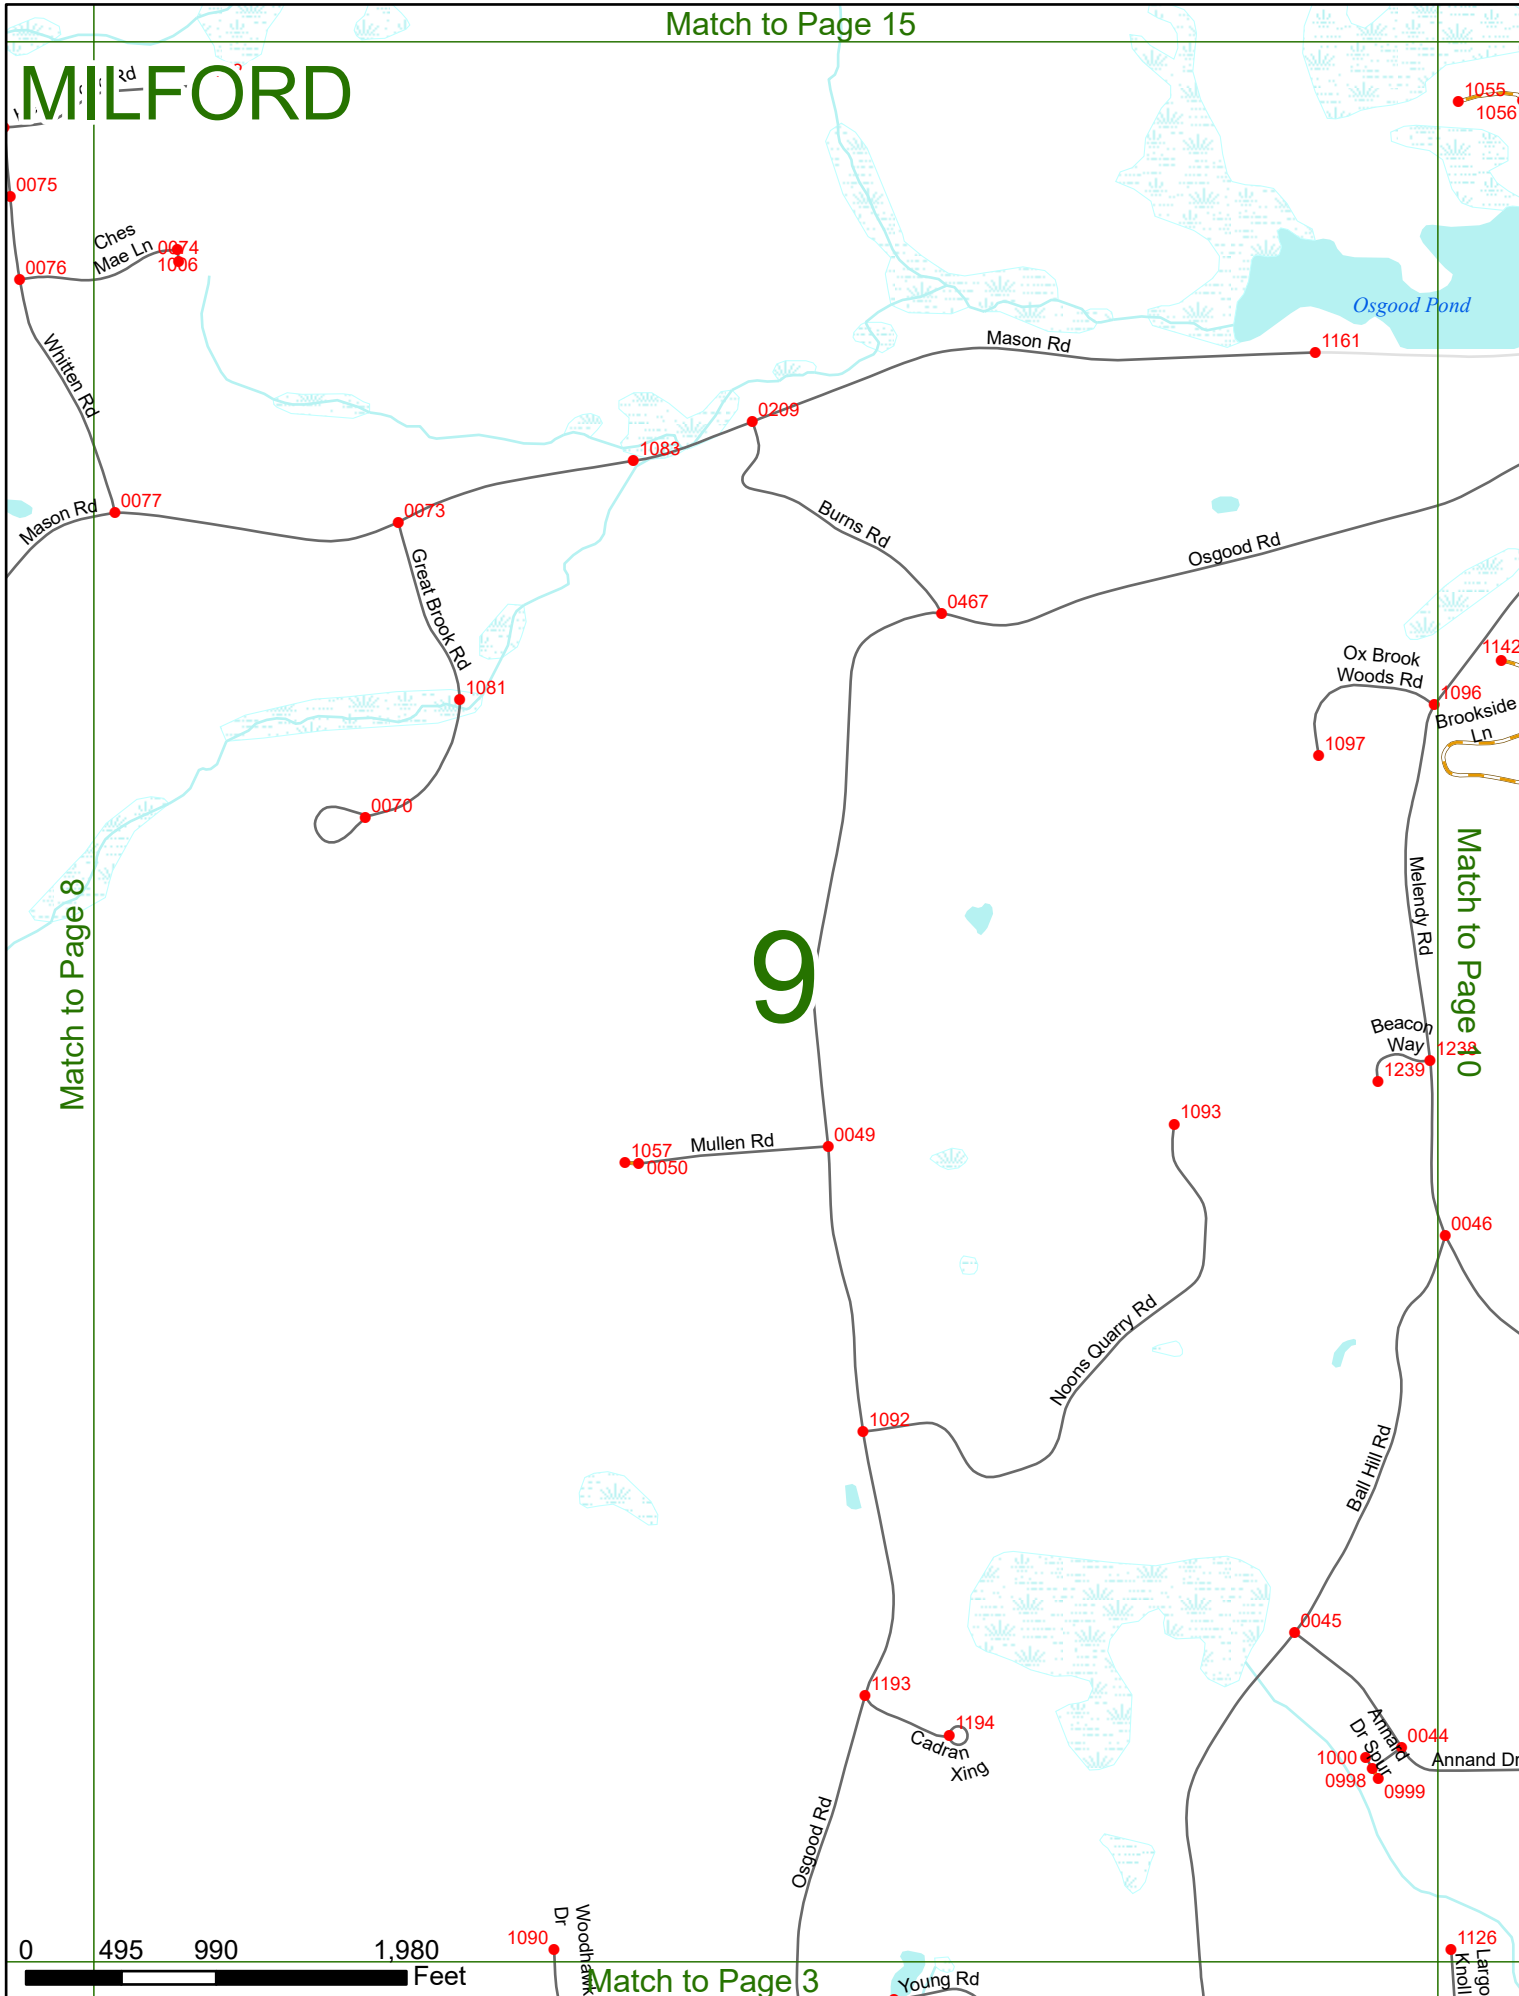 Match to Page 15
MILFORD
Rd
1055
1056
0075
Ches
Mae Ln
0074
1006
0076
Osgood Pond
Whitten Rd
Mason Rd
1161
0209
1083
Mason Rd
0077
0073
Burns Rd
Osgood Rd
Great Brook Rd
0467
Ox Brook
Woods Rd
1142
1081
1096
Brookside
Ln
1097
0070
Match to Page 8
9
Melendy Rd
Match to Page 10
Beacon
Way
1238
1239
1093
Mullen Rd
0049
1057
0050
0046
Noons Quarry Rd
1092
Ball Hill Rd
0045
1193
1194
Cadran
Xing
Annand
Dr Spur
0044
1000
0998
0999
Annand Dr
Osgood Rd
1090
Woodhawk
Dr
1126
Largo
Knoll
0 495 990 1,980
Feet
Match to Page 3
Young Rd